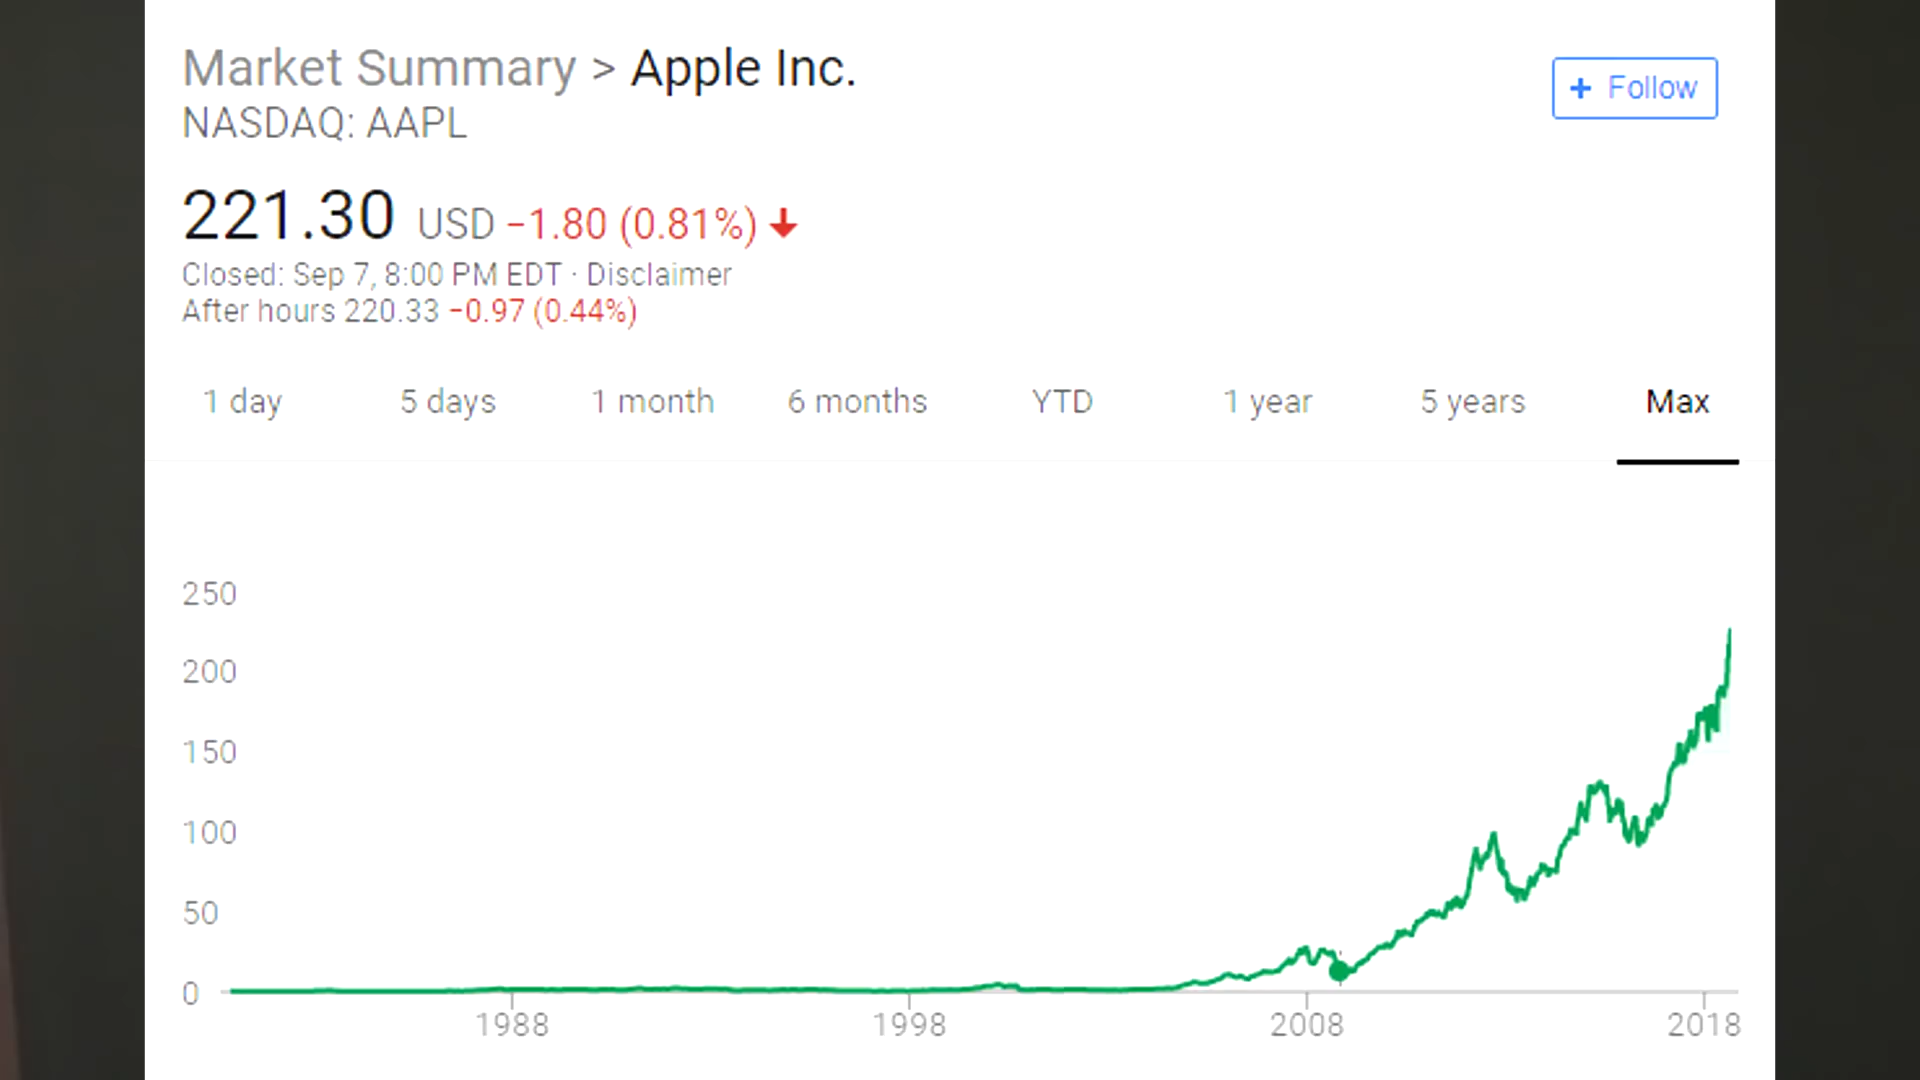 Market Summary > Apple Inc.
+ Follow
NASDAQ: AAPL
221.30 USD −1.80 (0.81%) ↓
Closed: Sep 7, 8:00 PM EDT · Disclaimer
After hours 220.33 −0.97 (0.44%)
1 day 5 days 1 month 6 months YTD 1 year 5 years Max
250
200
150
100
50
0
1988 1998 2008 2018